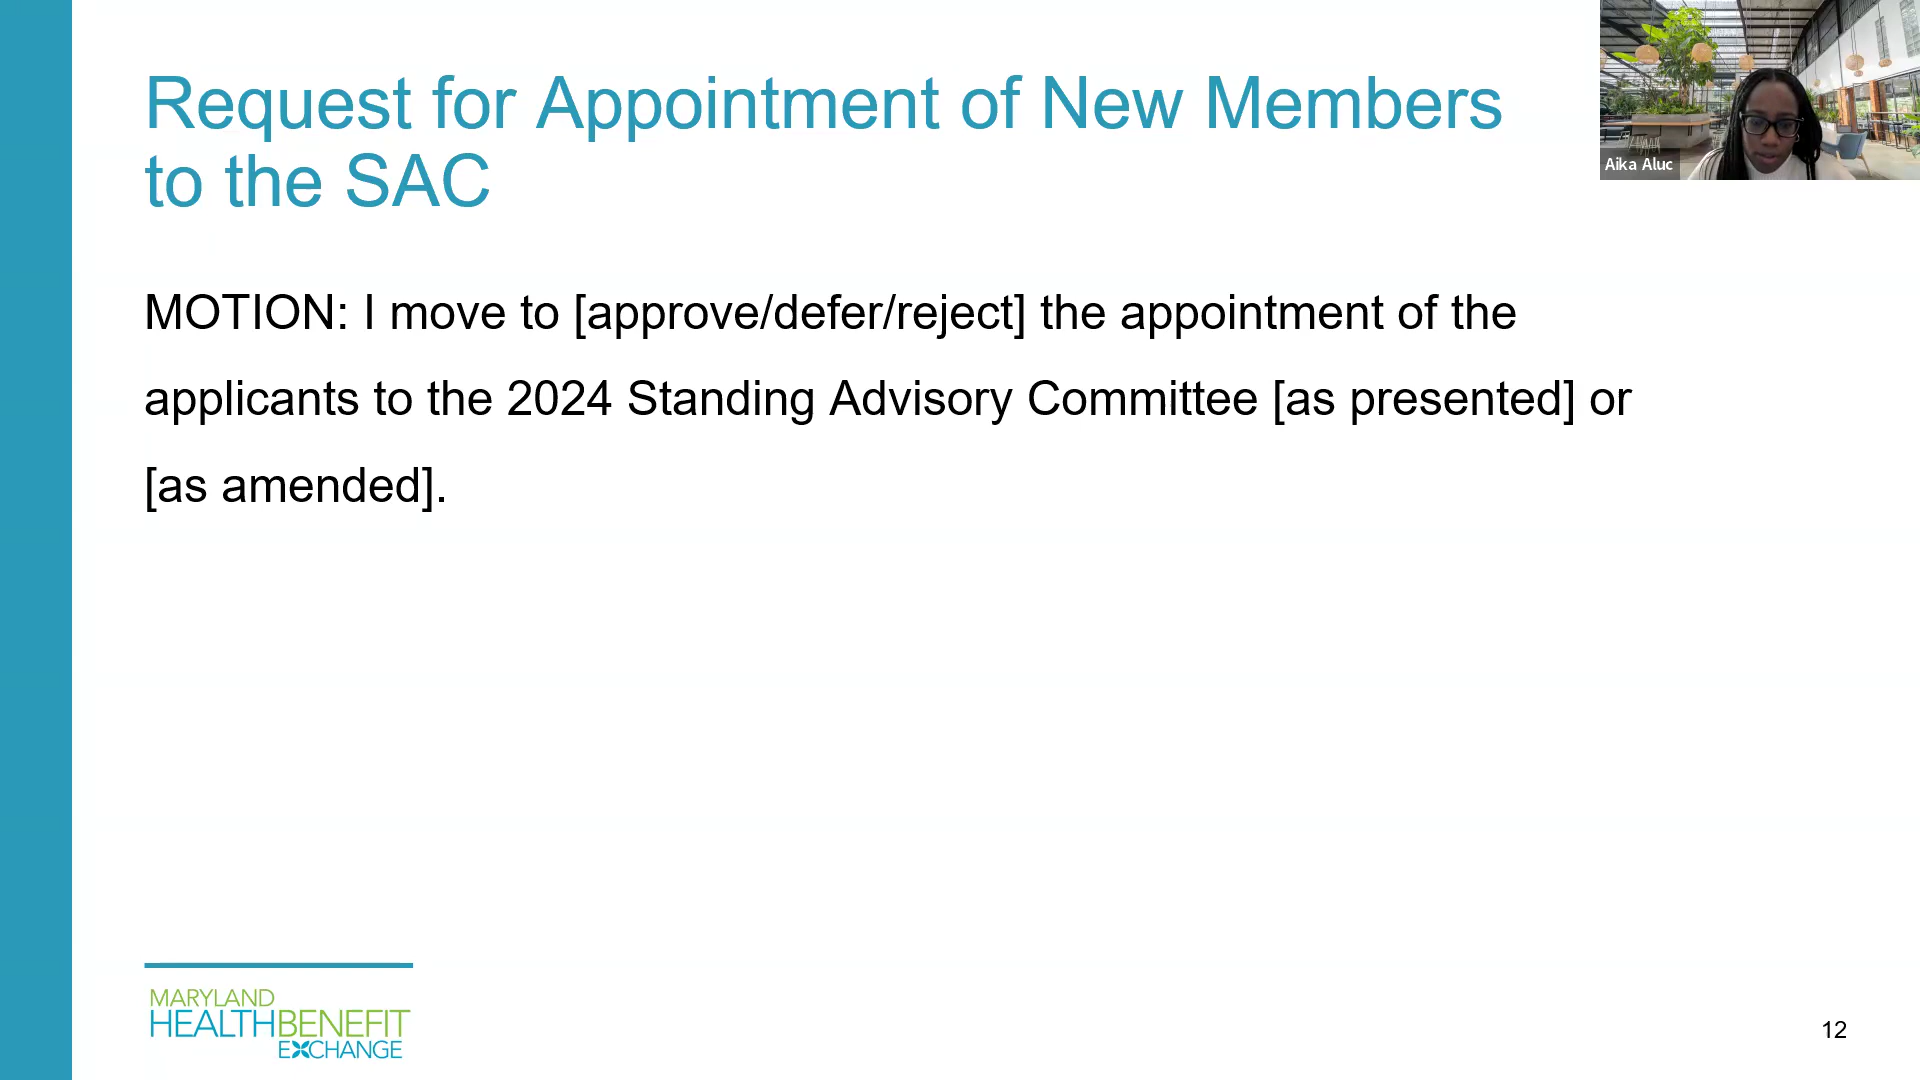 Request for Appointment of New Members
to the SAC
Aika Aluc
MOTION: I move to [approve/defer/reject] the appointment of the
applicants to the 2024 Standing Advisory Committee [as presented] or
[as amended].
MARYLAND
HEALTHBENEFIT
EXCHANGE
12